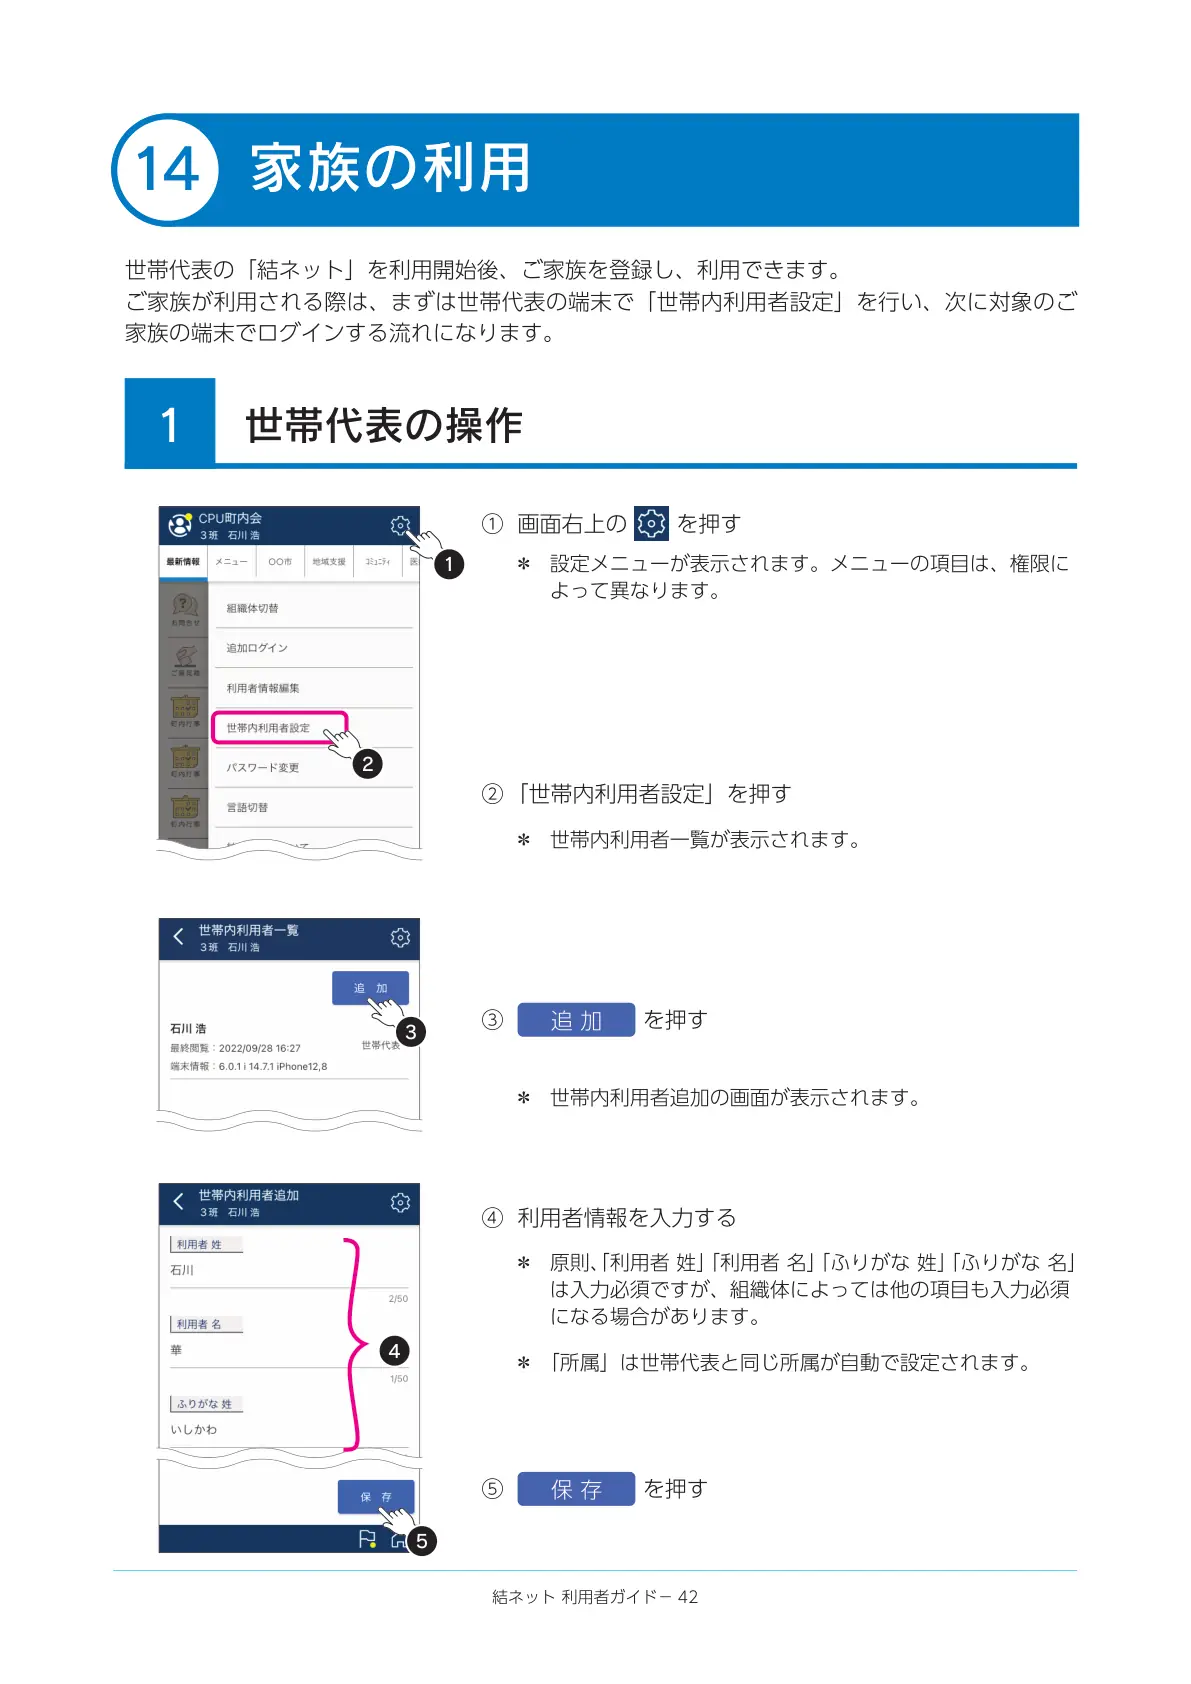 14 家族の利用
世帯代表の「結ネット」を利用開始後、ご家族を登録し、利用できます。
ご家族が利用される際は、まずは世帯代表の端末で「世帯内利用者設定」を行い、次に対象のご
家族の端末でログインする流れになります。
1 世帯代表の操作
CPU町内会
3班 石川 浩
最新情報 メニュー 〇〇市 地域支援 ｺﾐｭﾆﾃｨ 医
お問合せ
組織体切替
追加ログイン
利用者情報編集
町内行事
世帯内利用者設定
町内行事
パスワード変更
町内行事
言語切替
1
2
① 画面右上の を押す
＊ 設定メニューが表示されます。メニューの項目は、権限に
よって異なります。
② 「世帯内利用者設定」を押す
＊ 世帯内利用者一覧が表示されます。
世帯内利用者一覧
3班 石川 浩
追 加
3
石川 浩
最終閲覧：2022/09/28 16:27
世帯代表
端末情報：6.0.1 i 14.7.1 iPhone12,8
③ 追 加 を押す
＊ 世帯内利用者追加の画面が表示されます。
世帯内利用者追加
3班 石川 浩
利用者 姓
石川
2/50
利用者 名
華
1/50
ふりがな 姓
いしかわ
4
保 存
5
④ 利用者情報を入力する
＊ 原則、「利用者 姓」「利用者 名」「ふりがな 姓」「ふりがな 名」
は入力必須ですが、組織体によっては他の項目も入力必須
になる場合があります。
＊ 「所属」は世帯代表と同じ所属が自動で設定されます。
⑤ 保 存 を押す
結ネット 利用者ガイド－ 42